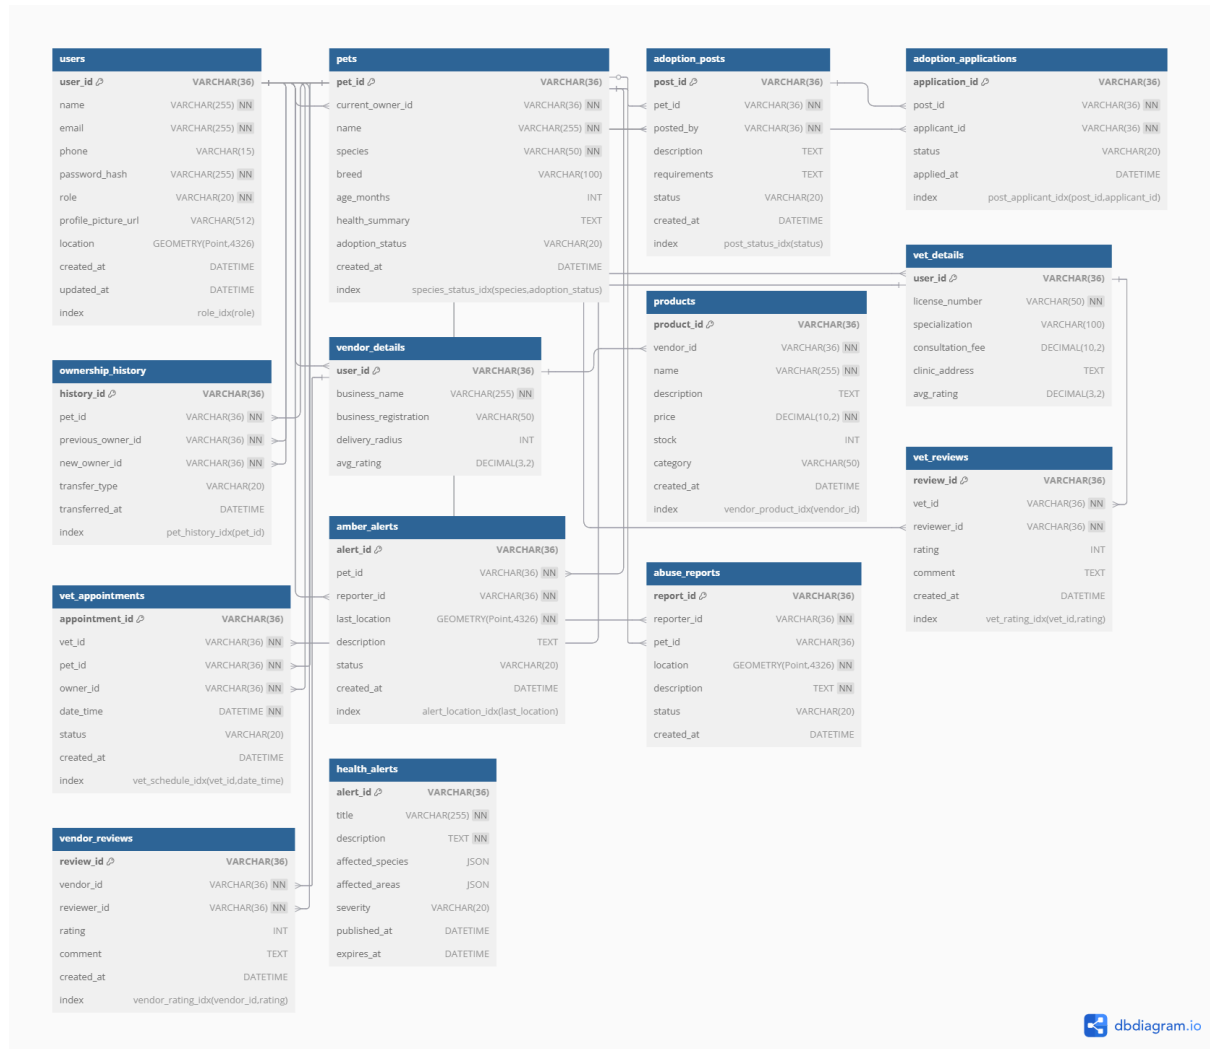 users
user_id VARCHAR(36)
name VARCHAR(255) NN
email VARCHAR(255) NN
phone VARCHAR(15)
password_hash VARCHAR(255) NN
role VARCHAR(20) NN
profile_picture_url VARCHAR(512)
location GEOMETRY(Point,4326)
created_at DATETIME
updated_at DATETIME
index role_idx(role)
pets
pet_id VARCHAR(36)
current_owner_id VARCHAR(36) NN
name VARCHAR(255) NN
species VARCHAR(50) NN
breed VARCHAR(100)
age_months INT
health_summary TEXT
adoption_status VARCHAR(20)
created_at DATETIME
index species_status_idx(species,adoption_status)
adoption_posts
post_id VARCHAR(36)
pet_id VARCHAR(36) NN
posted_by VARCHAR(36) NN
description TEXT
requirements TEXT
status VARCHAR(20)
created_at DATETIME
index post_status_idx(status)
adoption_applications
application_id VARCHAR(36)
post_id VARCHAR(36) NN
applicant_id VARCHAR(36) NN
status VARCHAR(20)
applied_at DATETIME
index post_applicant_idx(post_id,applicant_id)
vet_details
user_id VARCHAR(36)
license_number VARCHAR(50) NN
specialization VARCHAR(100)
consultation_fee DECIMAL(10,2)
clinic_address TEXT
avg_rating DECIMAL(3,2)
products
product_id VARCHAR(36)
vendor_id VARCHAR(36) NN
name VARCHAR(255) NN
description TEXT
price DECIMAL(10,2) NN
stock INT
category VARCHAR(50)
created_at DATETIME
index vendor_product_idx(vendor_id)
vendor_details
user_id VARCHAR(36)
business_name VARCHAR(255) NN
business_registration VARCHAR(50)
delivery_radius INT
avg_rating DECIMAL(3,2)
ownership_history
history_id VARCHAR(36)
pet_id VARCHAR(36) NN
previous_owner_id VARCHAR(36) NN
new_owner_id VARCHAR(36) NN
transfer_type VARCHAR(20)
transferred_at DATETIME
index pet_history_idx(pet_id)
vet_reviews
review_id VARCHAR(36)
vet_id VARCHAR(36) NN
reviewer_id VARCHAR(36) NN
rating INT
comment TEXT
created_at DATETIME
index vet_rating_idx(vet_id,rating)
amber_alerts
alert_id VARCHAR(36)
pet_id VARCHAR(36) NN
reporter_id VARCHAR(36) NN
last_location GEOMETRY(Point,4326) NN
description TEXT
status VARCHAR(20)
created_at DATETIME
index alert_location_idx(last_location)
abuse_reports
report_id VARCHAR(36)
reporter_id VARCHAR(36) NN
pet_id VARCHAR(36)
location GEOMETRY(Point,4326) NN
description TEXT NN
status VARCHAR(20)
created_at DATETIME
vet_appointments
appointment_id VARCHAR(36)
vet_id VARCHAR(36) NN
pet_id VARCHAR(36) NN
owner_id VARCHAR(36) NN
date_time DATETIME NN
status VARCHAR(20)
created_at DATETIME
index vet_schedule_idx(vet_id,date_time)
health_alerts
alert_id VARCHAR(36)
title VARCHAR(255) NN
description TEXT NN
affected_species JSON
affected_areas JSON
severity VARCHAR(20)
published_at DATETIME
expires_at DATETIME
vendor_reviews
review_id VARCHAR(36)
vendor_id VARCHAR(36) NN
reviewer_id VARCHAR(36) NN
rating INT
comment TEXT
created_at DATETIME
index vendor_rating_idx(vendor_id,rating)
dbdiagram.io